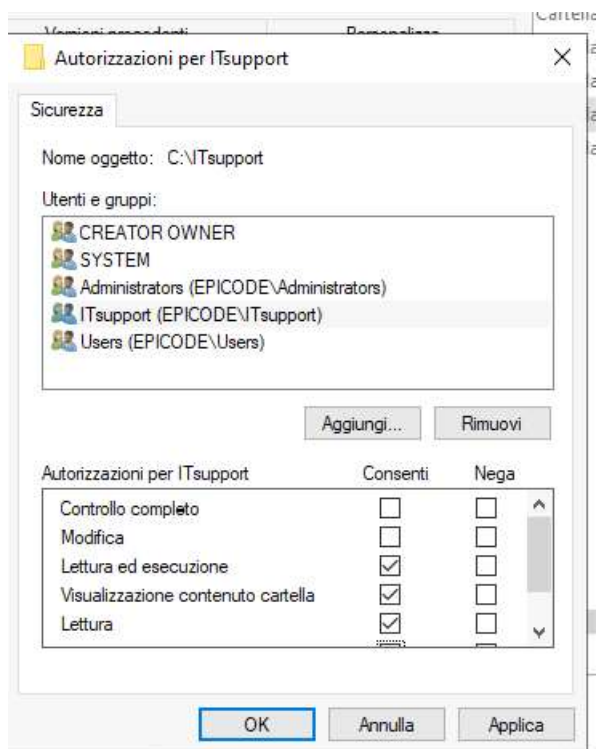 Autorizzazioni per ITsupport
Sicurezza
Nome oggetto: C:\ITsupport
Utenti e gruppi:
CREATOR OWNER
SYSTEM
Administrators (EPICODE\Administrators)
ITsupport (EPICODE\ITsupport)
Users (EPICODE\Users)
Aggiungi... Rimuovi
Autorizzazioni per ITsupport Consenti Nega
Controllo completo
Modifica
Lettura ed esecuzione
Visualizzazione contenuto cartella
Lettura
OK Annulla Applica